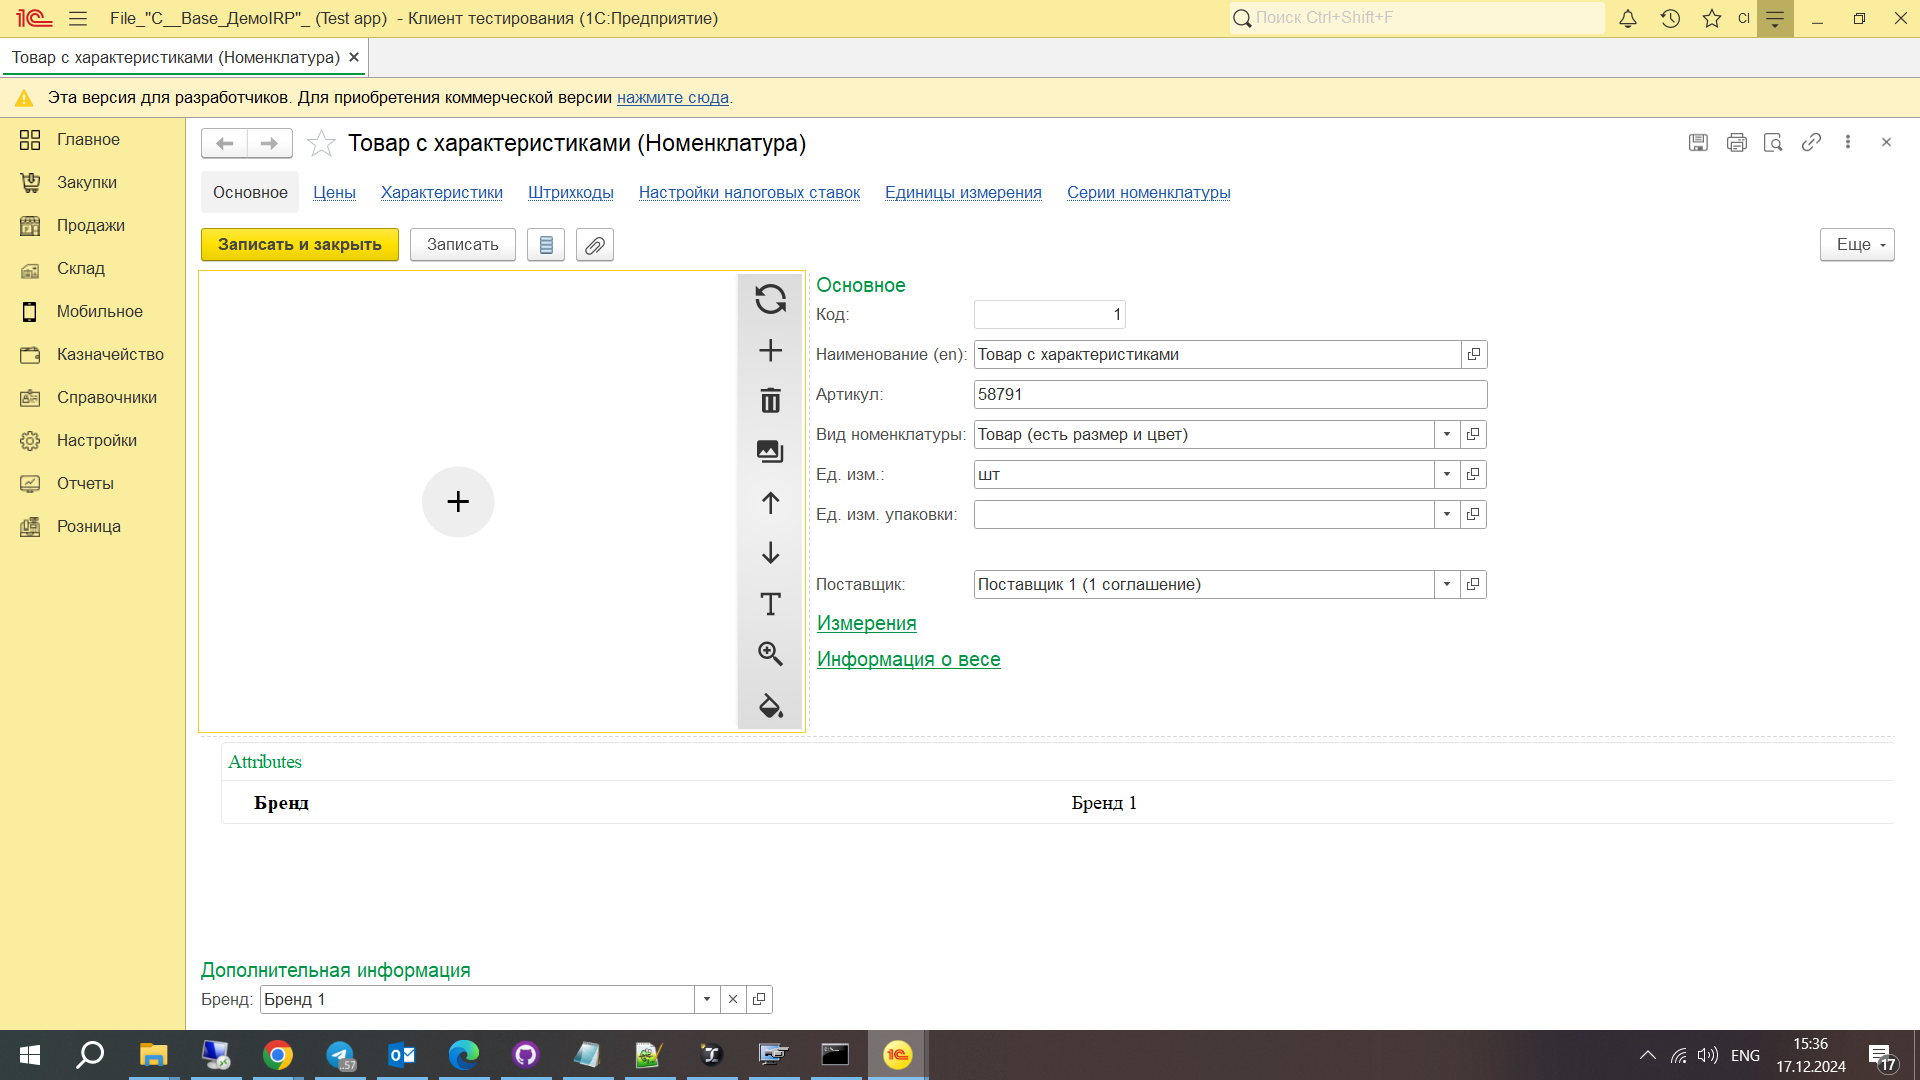 File_"C__Base_ДемоIRP"_ (Test app) - Клиент тестирования (1С:Предприятие)
Поиск Ctrl+Shift+F
CI
Товар с характеристиками (Номенклатура)
Эта версия для разработчиков. Для приобретения коммерческой версии нажмите сюда.
Главное
Закупки
Продажи
Склад
Мобильное
Казначейство
Справочники
Настройки
Отчеты
Розница
Товар с характеристиками (Номенклатура)
Основное Цены Характеристики Штрихкоды Настройки налоговых ставок Единицы измерения Серии номенклатуры
Записать и закрыть Записать Еще
Основное
Код: 1
Наименование (en): Товар с характеристиками
Артикул: 58791
Вид номенклатуры: Товар (есть размер и цвет)
Ед. изм.: шт
Ед. изм. упаковки:
Поставщик: Поставщик 1 (1 соглашение)
Измерения
Информация о весе
Attributes
Бренд Бренд 1
Дополнительная информация
Бренд: Бренд 1
..57
ENG
15:36
17.12.2024
17